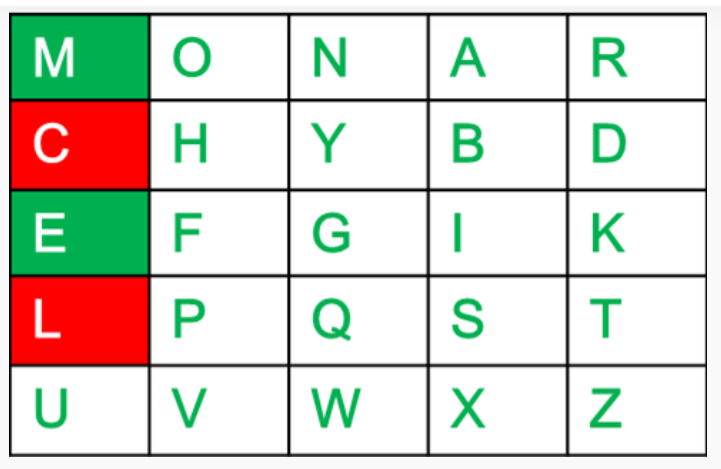 M O N A R
C H Y B D
E F G I K
L P Q S T
U V W X Z